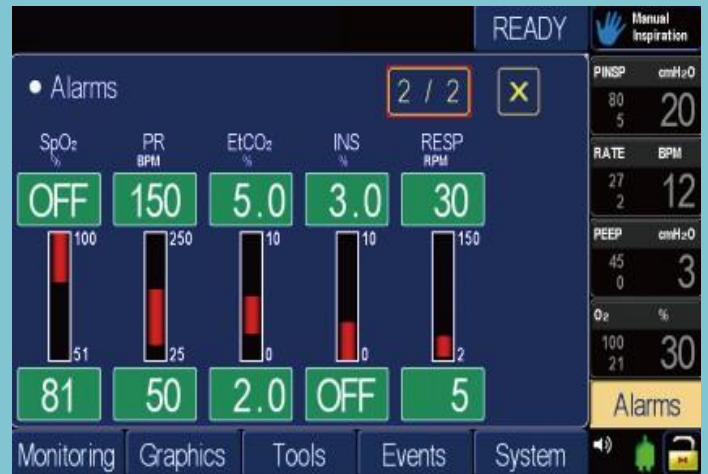 READY
Manual Inspiration
● Alarms
2 / 2
X
SpO₂ PR EtCO₂ INS RESP
% BPM % % RPM
OFF 150 5.0 3.0 30
100 250 10 10 150
51 25 0 0 2
81 50 2.0 OFF 5
PINSP cmH₂O
80
5
20
RATE BPM
27
2
12
PEEP cmH₂O
45
0
3
O₂ %
100
21
30
Alarms
Monitoring Graphics Tools Events System